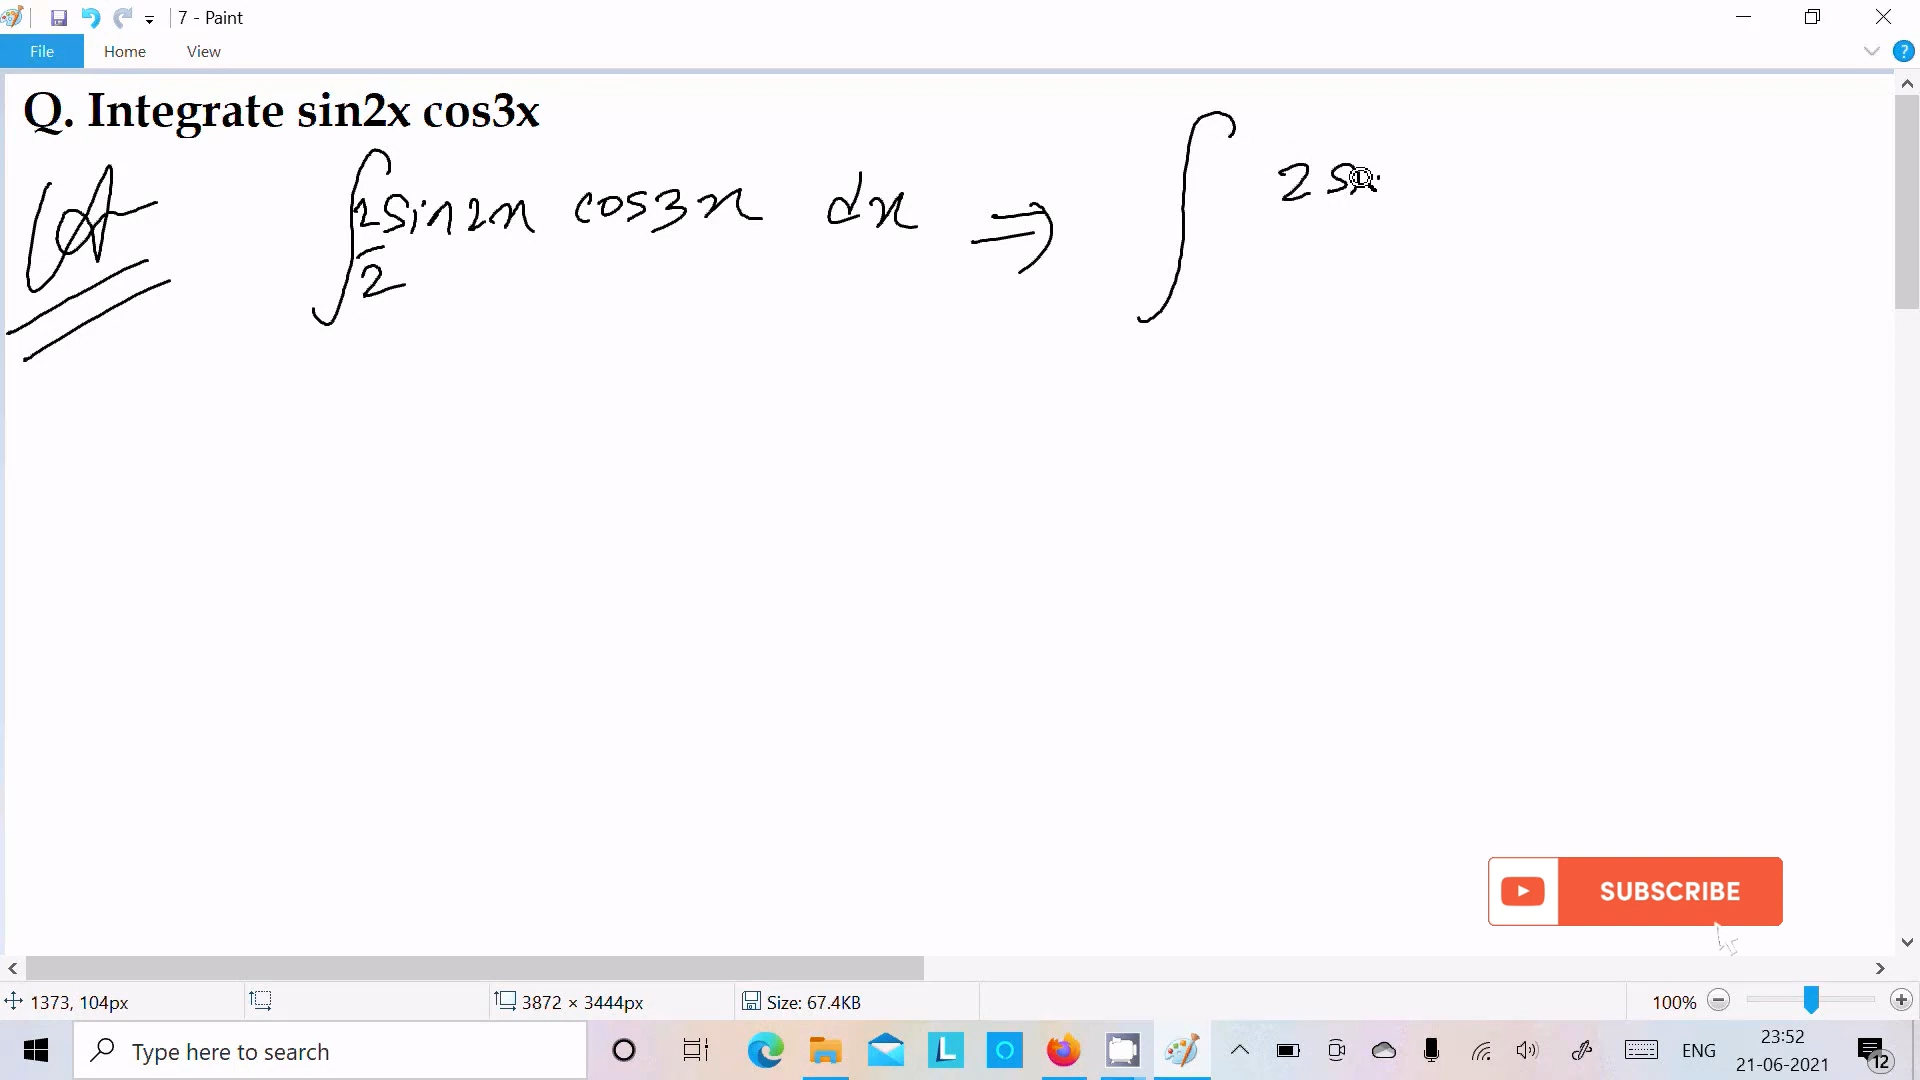 7 - Paint
File Home View
Q. Integrate sin2x cos3x
∫ 2sin2x/2 cos3x dx ⇒ ∫ 2 si
SUBSCRIBE
1373, 104px 3872 × 3444px Size: 67.4KB 100%
Type here to search L O ENG 23:52
21-06-2021 12